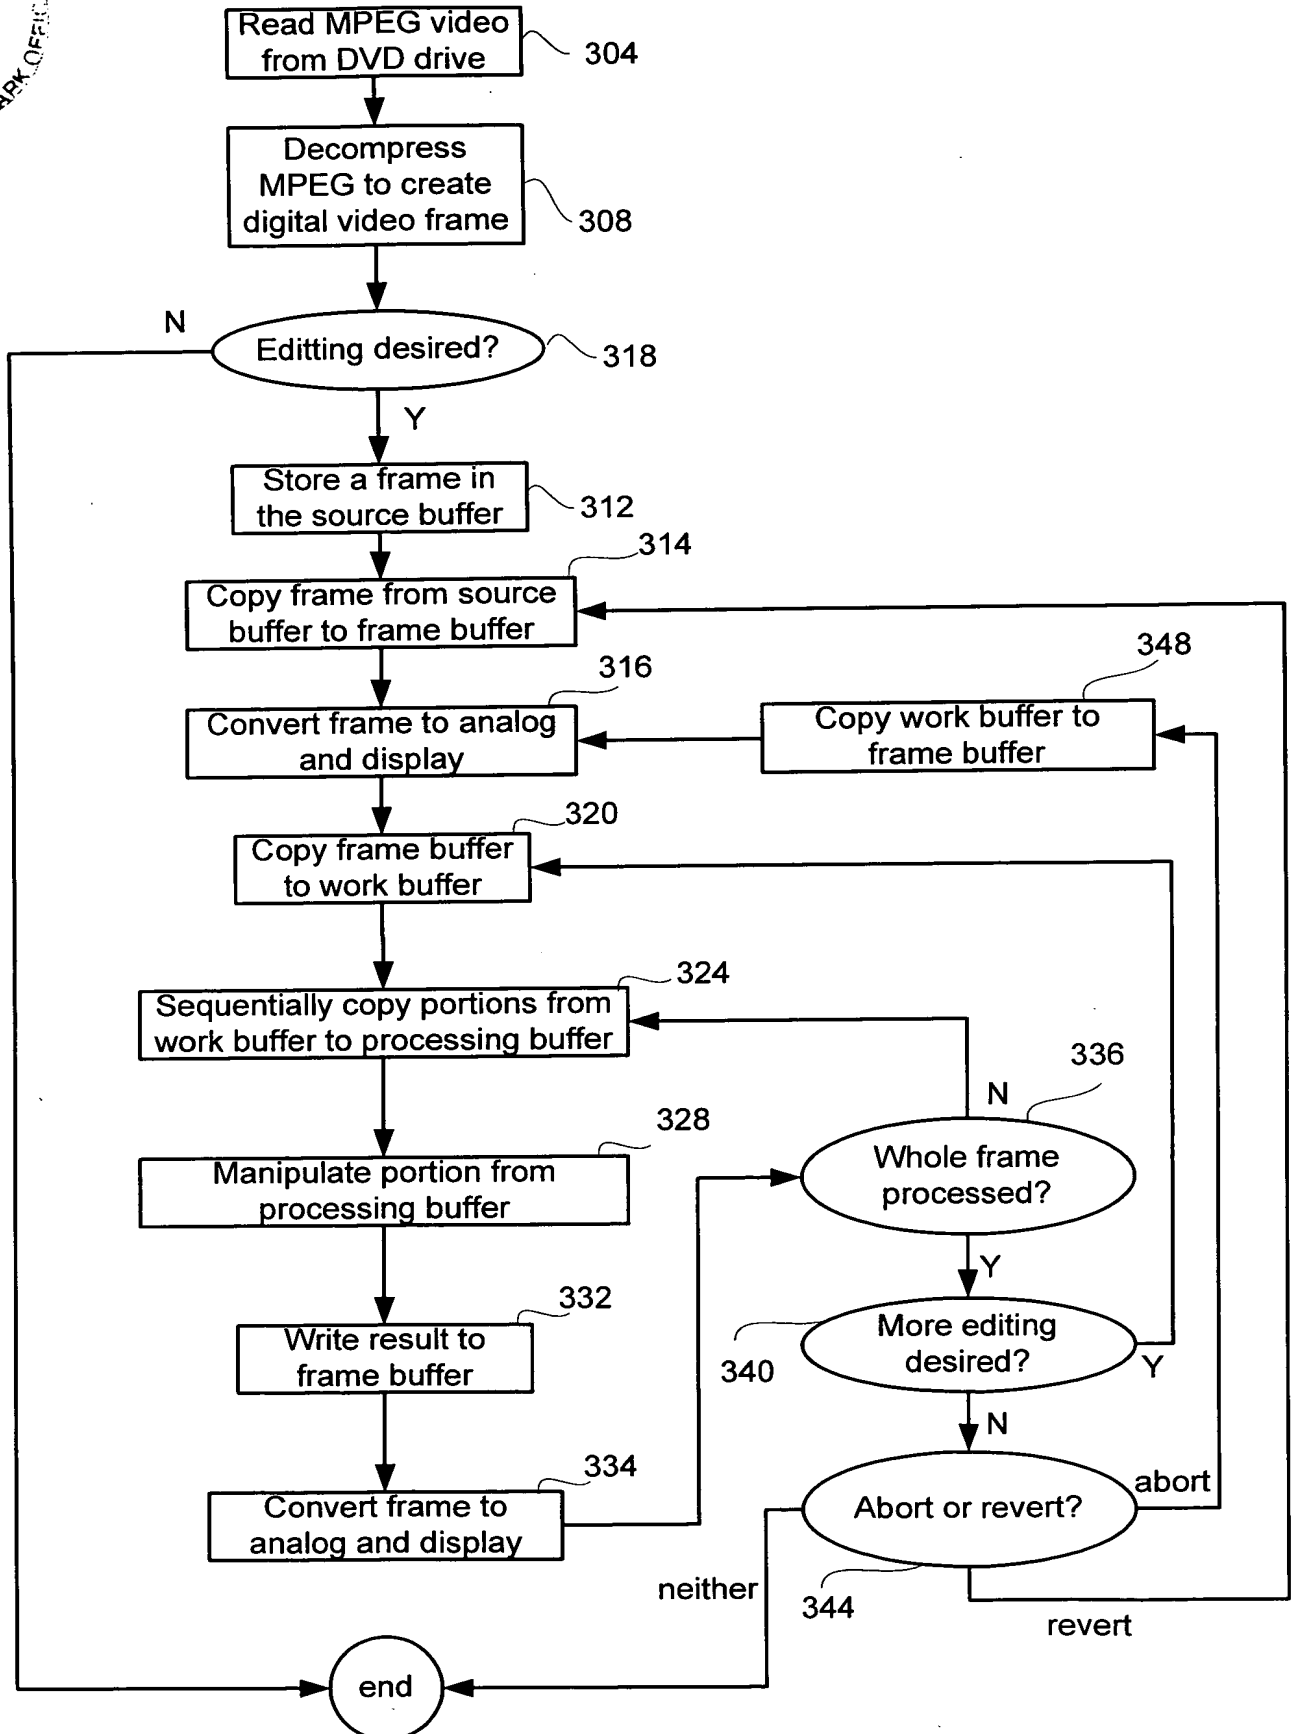 ARK OFFIC
Read MPEG video
from DVD drive
304
Decompress
MPEG to create
digital video frame
308
N
Editting desired?
318
Y
Store a frame in
the source buffer
312
314
Copy frame from source
buffer to frame buffer
348
316
Copy work buffer to
frame buffer
Convert frame to analog
and display
320
Copy frame buffer
to work buffer
324
Sequentially copy portions from
work buffer to processing buffer
336
N
328
Whole frame
processed?
Manipulate portion from
processing buffer
Y
332
More editing
desired?
340
Y
Write result to
frame buffer
N
334
abort
Abort or revert?
Convert frame to
analog and display
neither
344
revert
end